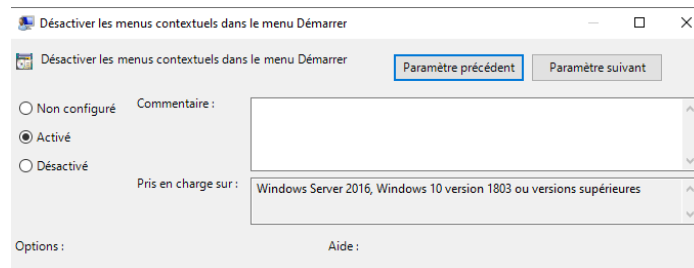 Désactiver les menus contextuels dans le menu Démarrer
Désactiver les menus contextuels dans le menu Démarrer
Paramètre précédent
Paramètre suivant
Non configuré
Commentaire :
Activé
Désactivé
Pris en charge sur :
Windows Server 2016, Windows 10 version 1803 ou versions supérieures
Options :
Aide :